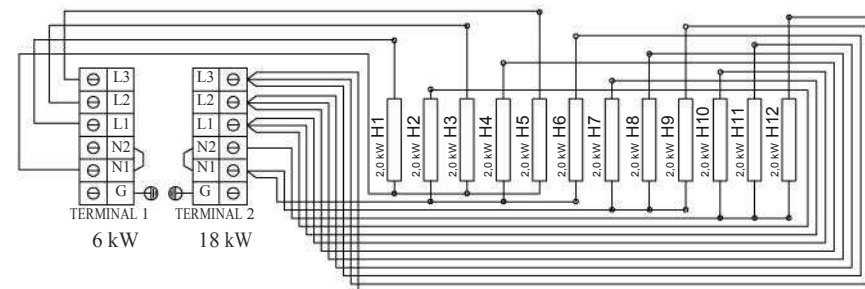 L3 L3
L2 L2
L1 L1
N2 N2
N1 N1
G G
TERMINAL 1 TERMINAL 2
6 kW 18 kW
2,0 kW H1
2,0 kW H2
2,0 kW H3
2,0 kW H4
2,0 kW H5
2,0 kW H6
2,0 kW H7
2,0 kW H8
2,0 kW H9
2,0 kW H10
2,0 kW H11
2,0 kW H12